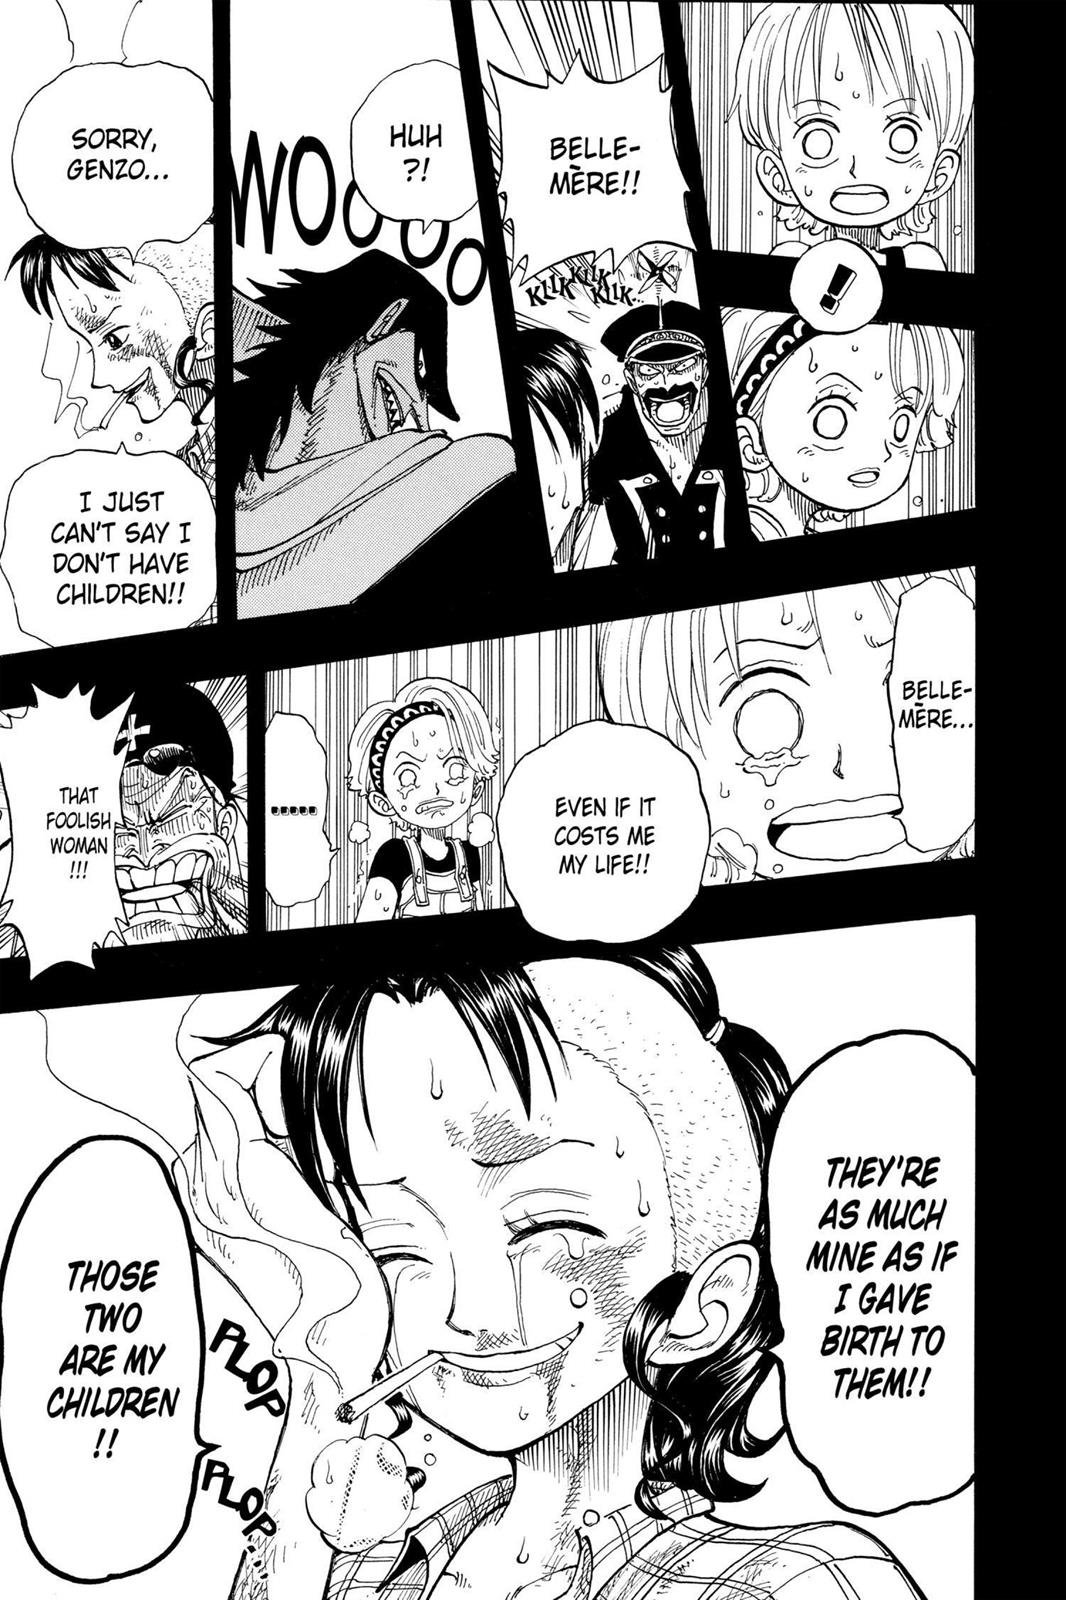 !
BELLE-
MÈRE!!
KLIK KLIK
KLIK...
HUH
?!
WOOOOO
SORRY,
GENZO...
I JUST
CAN'T SAY I
DON'T HAVE
CHILDREN!!
BELLE-
MÈRE...
EVEN IF IT
COSTS ME
MY LIFE!!
......
THAT
FOOLISH
WOMAN
!!!
THEY'RE
AS MUCH
MINE AS IF
I GAVE
BIRTH TO
THEM!!
THOSE
TWO
ARE MY
CHILDREN
!!
PLOP
PLOP...